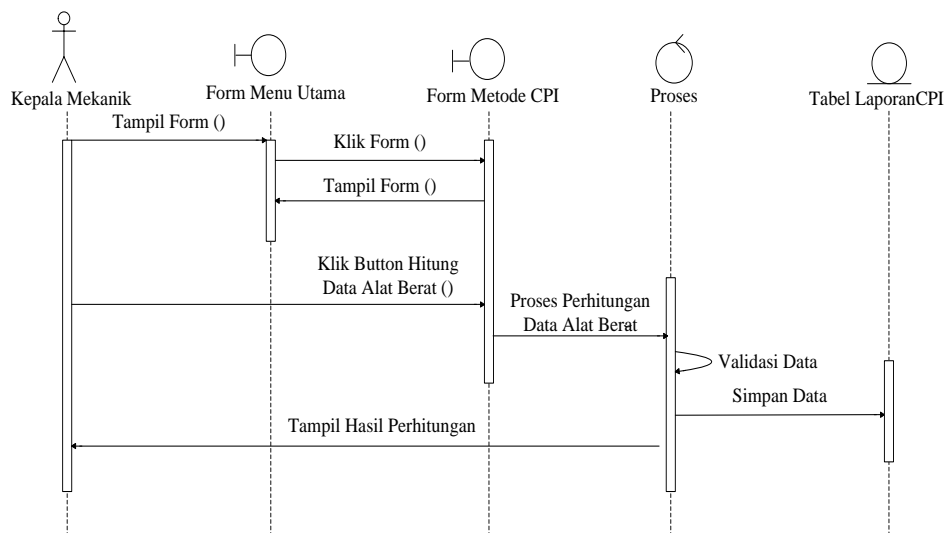 Kepala Mekanik
Form Menu Utama
Form Metode CPI
Proses
Tabel LaporanCPI
Tampil Form ()
Klik Form ()
Tampil Form ()
Klik Button Hitung
Data Alat Berat ()
Proses Perhitungan
Data Alat Berat
Validasi Data
Simpan Data
Tampil Hasil Perhitungan